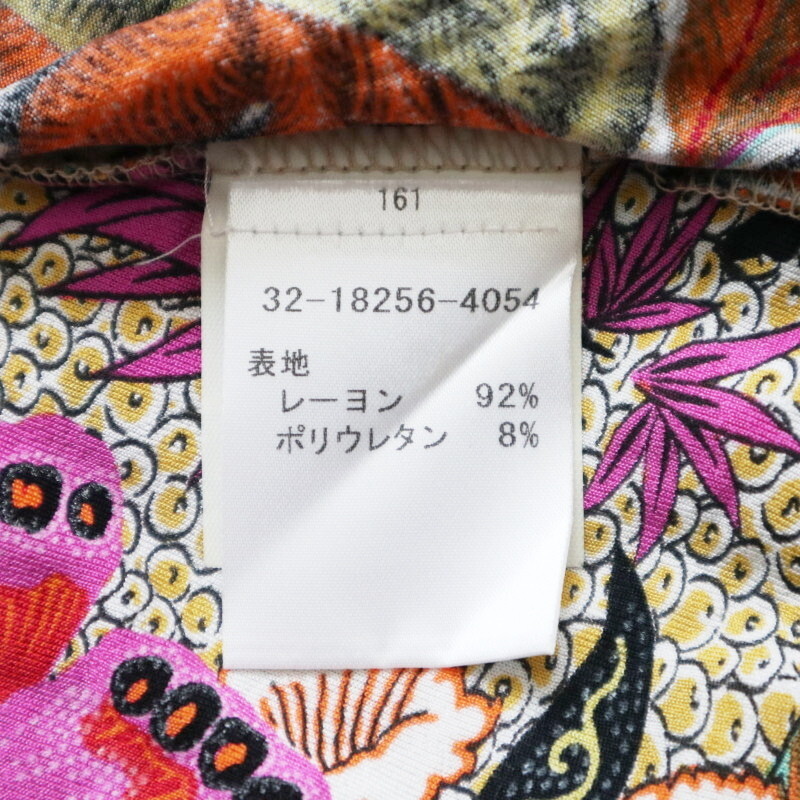 161
32-18256-4054
表地
レーヨン 92%
ポリウレタン 8%